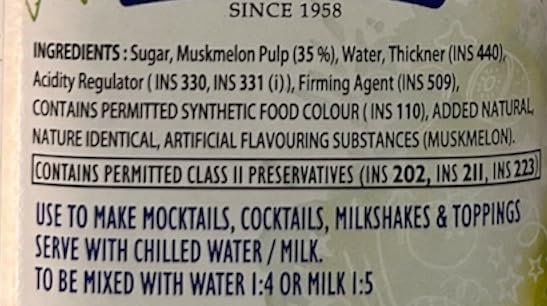 SINCE 1958
INGREDIENTS : Sugar, Muskmelon Pulp (35 %), Water, Thickner (INS 440),
Acidity Regulator ( INS 330, INS 331 (i) ), Firming Agent (INS 509),
CONTAINS PERMITTED SYNTHETIC FOOD COLOUR ( INS 110), ADDED NATURAL,
NATURE IDENTICAL, ARTIFICIAL FLAVOURING SUBSTANCES (MUSKMELON).
CONTAINS PERMITTED CLASS II PRESERVATIVES (INS 202, INS 211, INS 223)
USE TO MAKE MOCKTAILS, COCKTAILS, MILKSHAKES & TOPPINGS
SERVE WITH CHILLED WATER / MILK.
TO BE MIXED WITH WATER 1:4 OR MILK 1:5